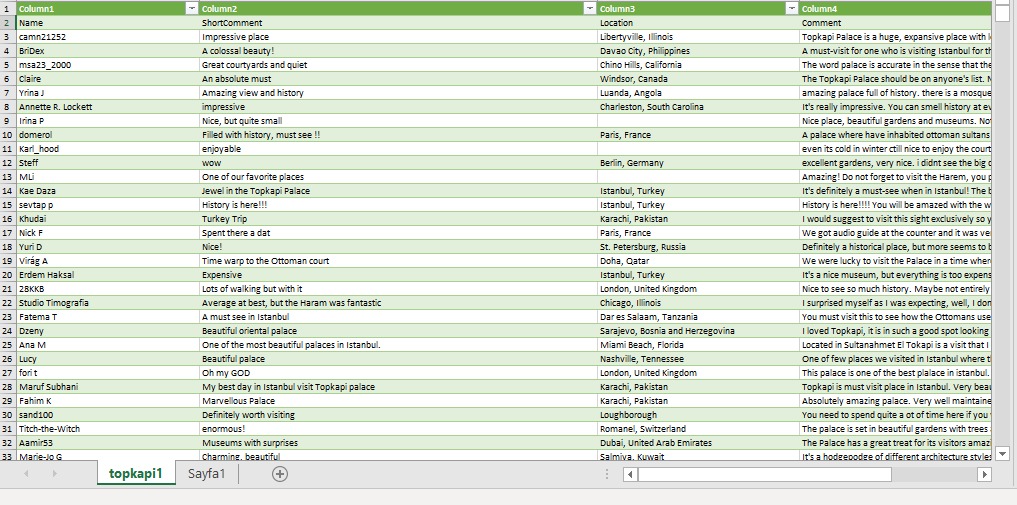 1 Column1 Column2 Column3 Column4
2 Name ShortComment Location Comment
3 camn21252 Impressive place Libertyville, Illinois Topkapi Palace is a huge, expansive place with
4 BriDex A colossal beauty! Davao City, Philippines A must-visit for one who is visiting Istanbul for
5 msa23_2000 Great courtyards and quiet Chino Hills, California The word palace is accurate in the sense that the
6 Claire An absolute must Windsor, Canada The Topkapi Palace should be on anyone's list.
7 Yrina J Amazing view and history Luanda, Angola amazing palace full of history. there is a mosque
8 Annette R. Lockett impressive Charleston, South Carolina It's really impressive. You can smell history at
9 Irina P Nice, but quite small Nice place, beautiful gardens and museums.
10 domerol Filled with history, must see !! Paris, France A palace where have inhabited ottoman sultans
11 Karl_hood enjoyable even its cold in winter ctill nice to enjoy the court
12 Steff wow Berlin, Germany excellent gardens, very nice. i didnt see the big
13 MLi One of our favorite places Amazing! Do not forget to visit the Harem, you
14 Kae Daza Jewel in the Topkapi Palace Istanbul, Turkey It's definitely a must-see when in Istanbul! The
15 sevtap p History is here!!! Istanbul, Turkey History is here!!!! You will be amazed with the
16 Khudai Turkey Trip Karachi, Pakistan I would suggest to visit this sight exclusively so
17 Nick F Spent there a dat Paris, France We got audio guide at the counter and it was
18 Yuri D Nice! St. Petersburg, Russia Definitely a historical place, but more seems to
19 Virág A Time warp to the Ottoman court Doha, Qatar We were lucky to visit the Palace in a time
20 Erdem Haksal Expensive Istanbul, Turkey It's a nice museum, but everything is too
21 28KKB Lots of walking but with it London, United Kingdom Nice to see so much history. Maybe not entirely
22 Studio Timografia Average at best, but the Haram was fantastic Chicago, Illinois I surprised myself as I was expecting, well, I
23 Fatema T A must see in Istanbul Dar es Salaam, Tanzania You must visit this to see how the Ottomans use
24 Dzeny Beautiful oriental palace Sarajevo, Bosnia and Herzegovina I loved Topkapi, it is in such a good spot looking
25 Ana M One of the most beautiful palaces in Istanbul. Miami Beach, Florida Located in Sultanahmet El Tokapi is a visit that I
26 Lucy Beautiful palace Nashville, Tennessee One of few places we visited in Istanbul where
27 fori t Oh my GOD London, United Kingdom This palace is one of the best plalace in istanbul.
28 Maruf Subhani My best day in Istanbul visit Topkapi palace Karachi, Pakistan Topkapi is must visit place in Istanbul. Very
29 Fahim K Marvellous Palace Karachi, Pakistan Absolutely amazing palace. Very well maintaine
30 sand100 Definitely worth visiting Loughborough You need to spend quite a ot of time here if you
31 Titch-the-Witch enormous! Romanel, Switzerland The palace is set in beautiful gardens with trees
32 Aamir53 Museums with surprises Dubai, United Arab Emirates The Palace has a great treat for its visitors amaz
33 Marie-Jo G Charming, beautiful Salmiya, Kuwait It's a hodgepodge of different architecture styles
topkapi1 Sayfa1